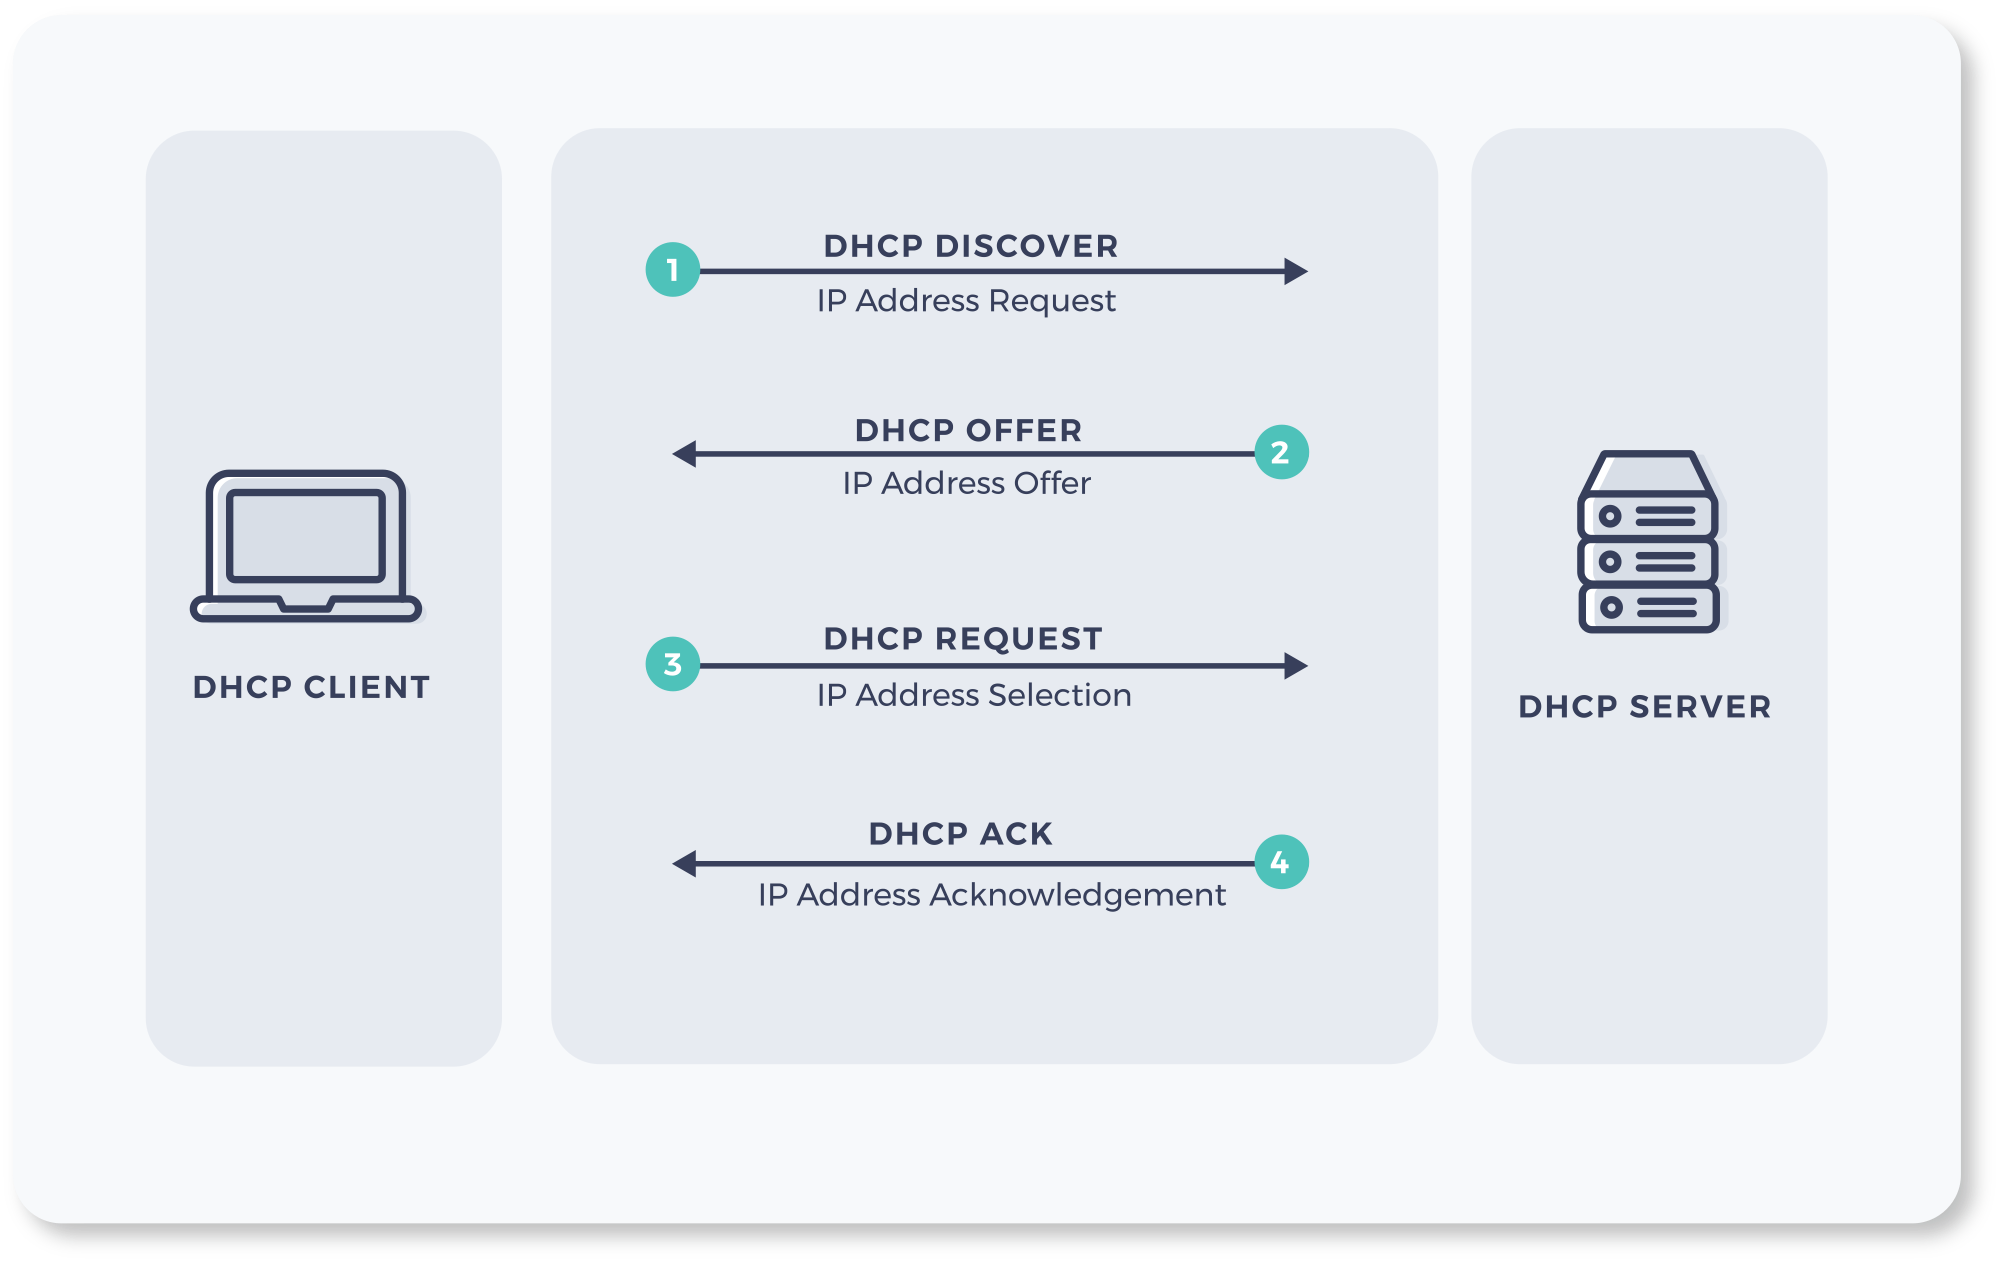 1
DHCP DISCOVER
IP Address Request
DHCP OFFER
2
IP Address Offer
3
DHCP REQUEST
IP Address Selection
DHCP ACK
4
IP Address Acknowledgement
DHCP CLIENT
DHCP SERVER